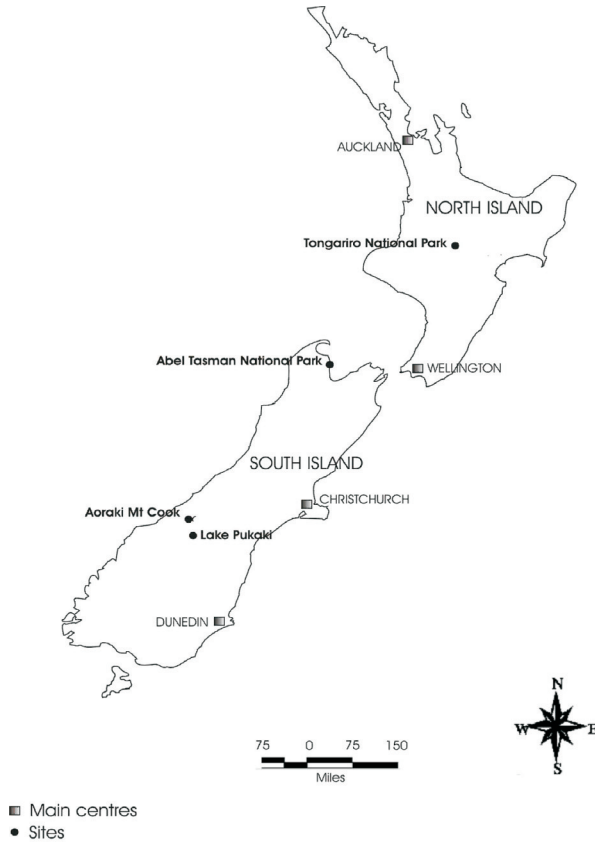 AUCKLAND
NORTH ISLAND
Tongariro National Park
Abel Tasman National Park
WELLINGTON
SOUTH ISLAND
CHRISTCHURCH
Aoraki Mt Cook
Lake Pukaki
DUNEDIN
N
W E
S
75 0 75 150
Miles
Main centres
Sites